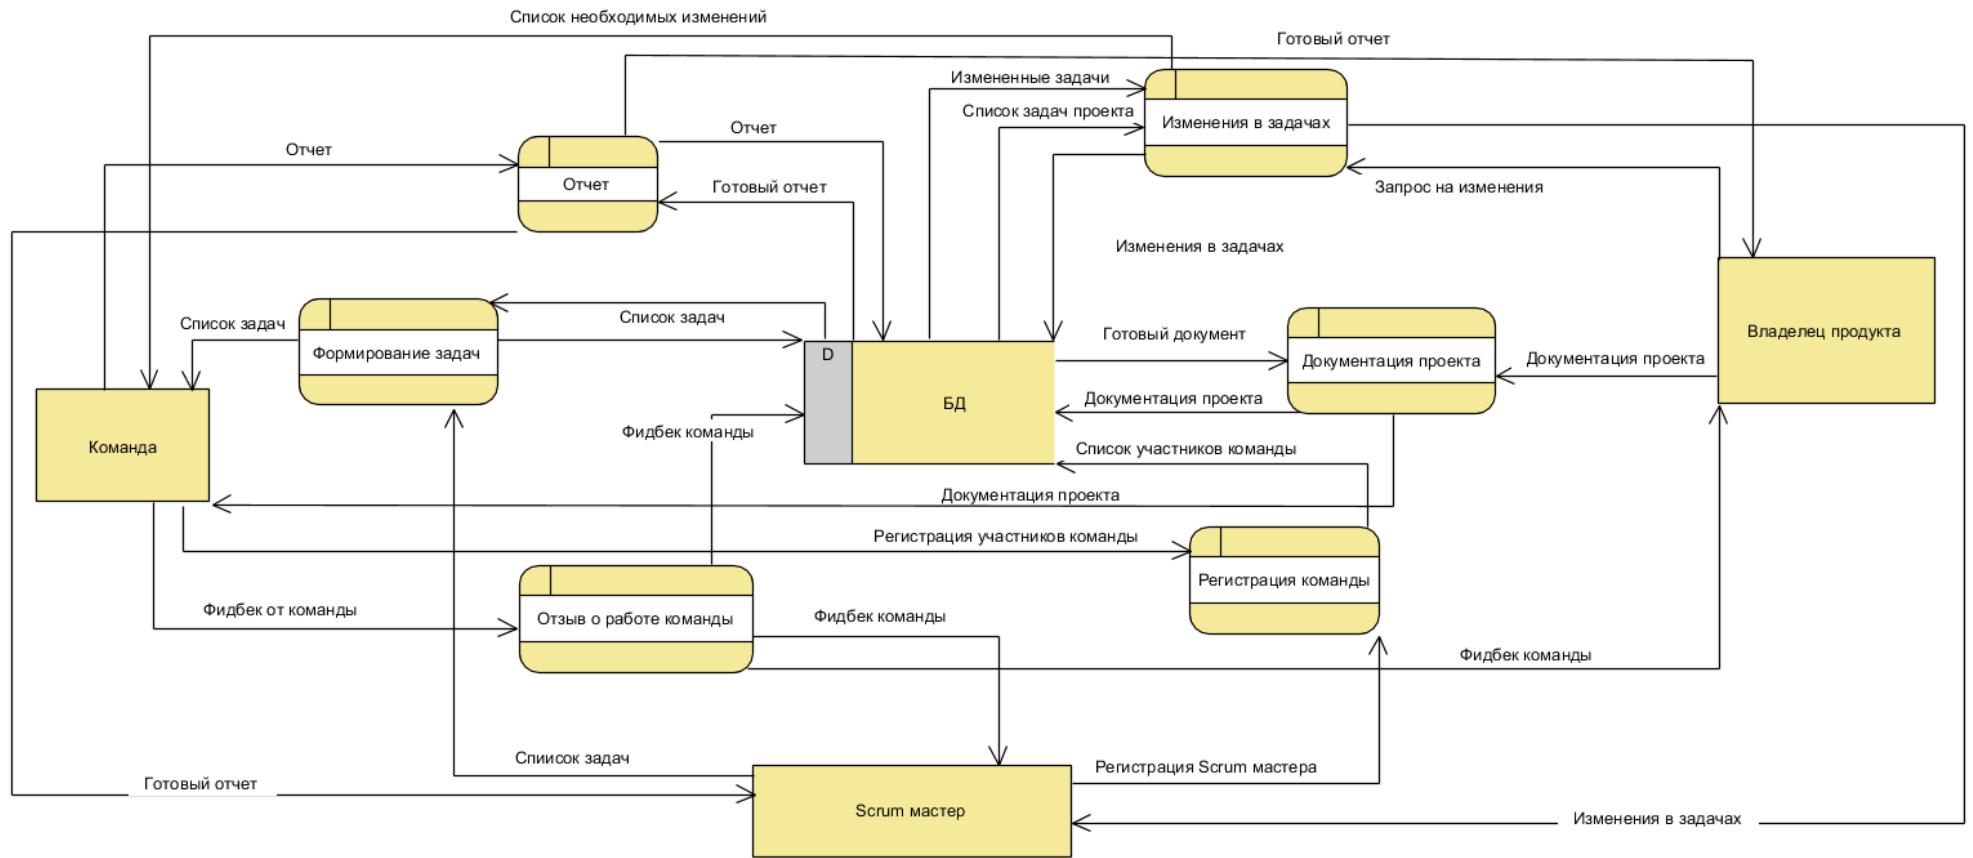 Список необходимых изменений
Готовый отчет
Измененные задачи
Список задач проекта
Изменения в задачах
Отчет
Отчет
Отчет
Готовый отчет
Запрос на изменения
Изменения в задачах
Список задач
Список задач
Формирование задач
D
БД
Готовый документ
Документация проекта
Документация проекта
Владелец продукта
Документация проекта
Команда
Фидбек команды
Список участников команды
Документация проекта
Регистрация участников команды
Регистрация команды
Фидбек от команды
Отзыв о работе команды
Фидбек команды
Фидбек команды
Спиисок задач
Регистрация Scrum мастера
Готовый отчет
Scrum мастер
Изменения в задачах